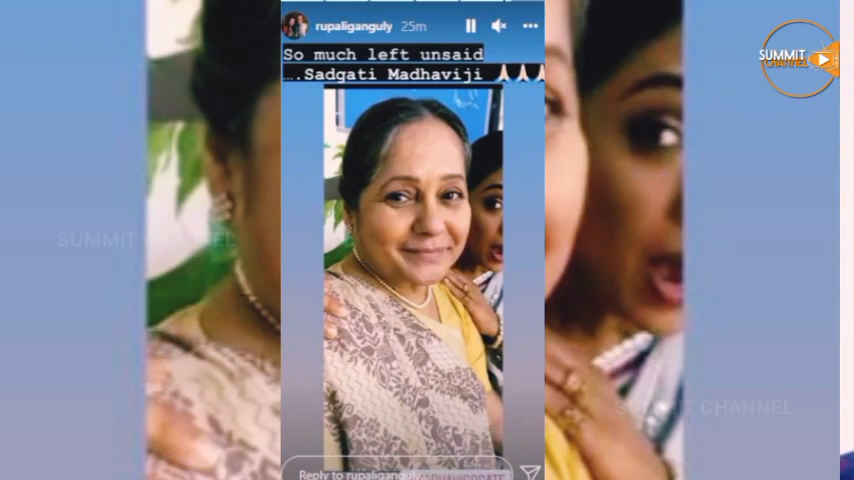 rupaliganguly 25m
SUMMIT
CHANNEL
So much left unsaid
….Sadgati Madhaviji 🙏🏻🙏🏻🙏🏻
SUMMIT CHANNEL
SUMMIT CHANNEL
Reply to rupaliganguly